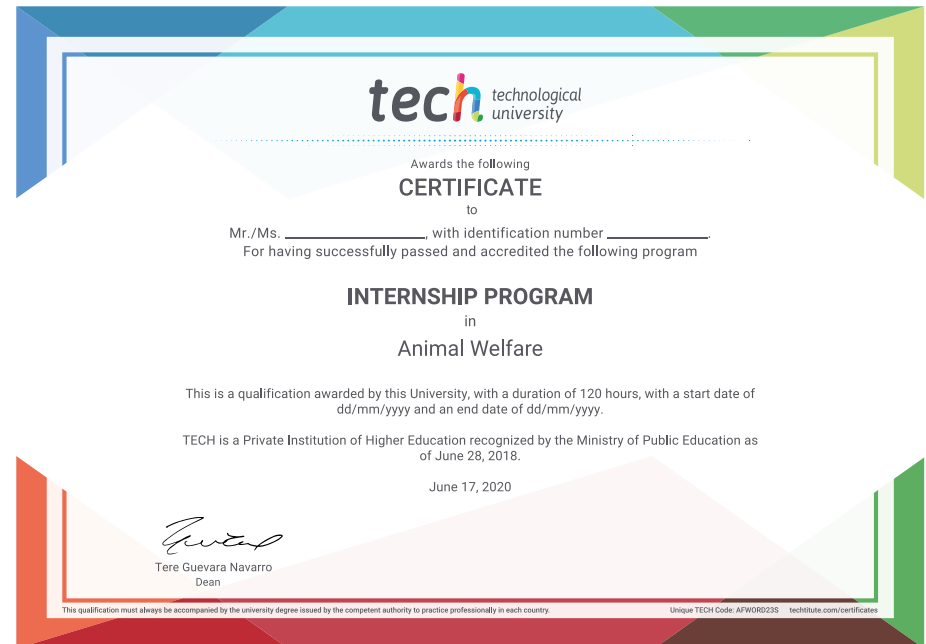 tech technological
university
Awards the following
CERTIFICATE
to
Mr./Ms. ____________________, with identification number ______________.
For having successfully passed and accredited the following program
INTERNSHIP PROGRAM
in
Animal Welfare
This is a qualification awarded by this University, with a duration of 120 hours, with a start date of
dd/mm/yyyy and an end date of dd/mm/yyyy.
TECH is a Private Institution of Higher Education recognized by the Ministry of Public Education as
of June 28, 2018.
June 17, 2020
Tere Guevara Navarro
Dean
This qualification must always be accompanied by the university degree issued by the competent authority to practice professionally in each country.
Unique TECH Code: AFWORD23S techtitute.com/certificates